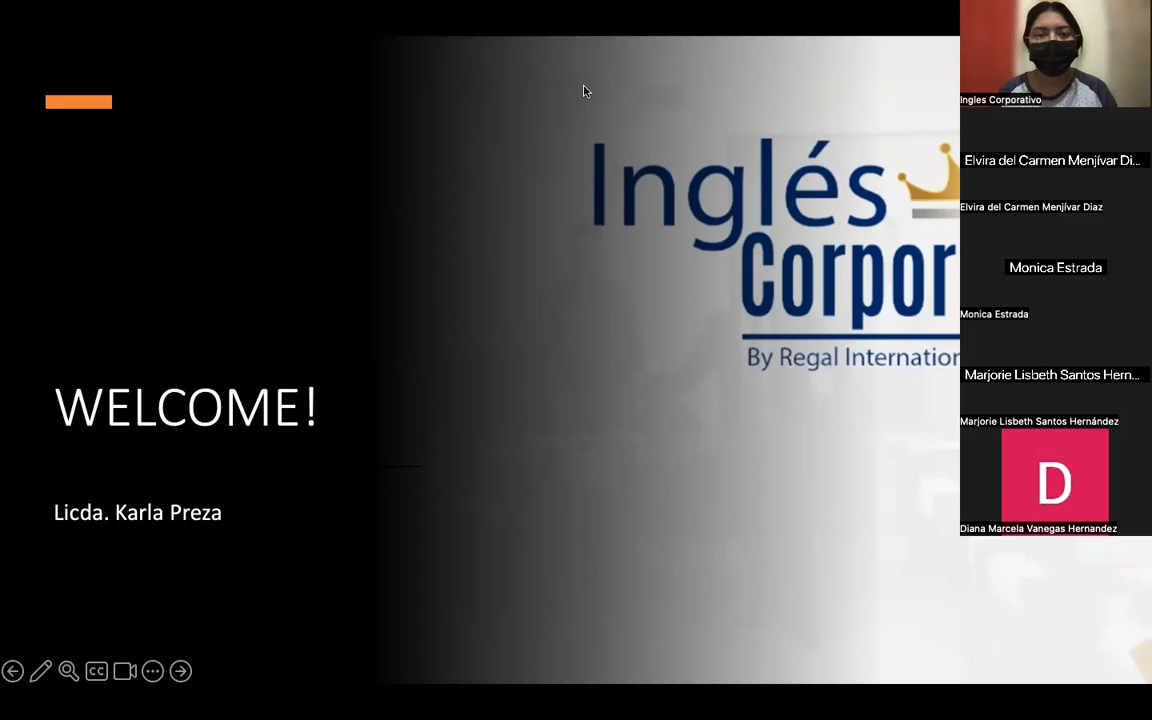 WELCOME!
Licda. Karla Preza
Inglés
Corpor
By Regal Internation
CC
Ingles Corporativo
Elvira del Carmen Menjívar Di...
Elvira del Carmen Menjívar Diaz
Monica Estrada
Monica Estrada
Marjorie Lisbeth Santos Hern...
Marjorie Lisbeth Santos Hernández
D
Diana Marcela Vanegas Hernandez